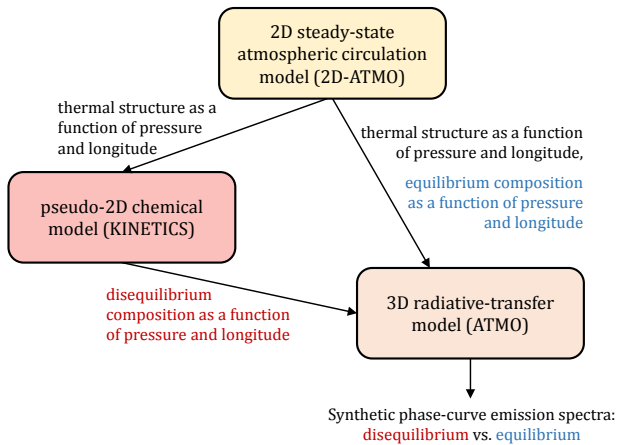 2D steady-state
atmospheric circulation
model (2D-ATMO)
thermal structure as a
function of pressure
and longitude
thermal structure as a function
of pressure and longitude,
equilibrium composition
as a function of pressure
and longitude
pseudo-2D chemical
model (KINETICS)
disequilibrium
composition as a function
of pressure and longitude
3D radiative-transfer
model (ATMO)
Synthetic phase-curve emission spectra:
disequilibrium vs. equilibrium